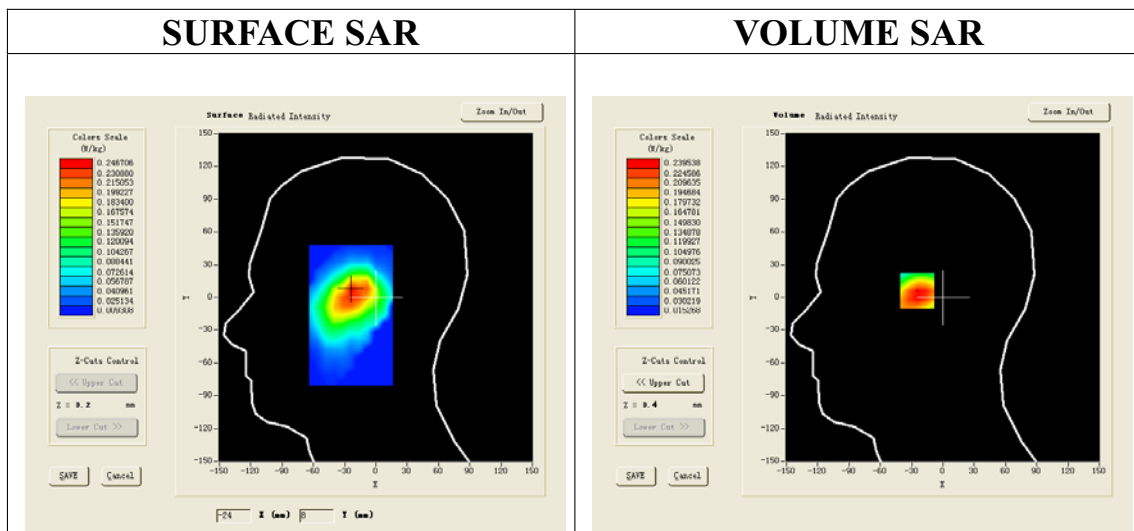 SURFACE SAR
VOLUME SAR
Surface Radiated Intensity
Zoom In/Out
Colors Scale
(W/kg)
0.246706
0.230880
0.215053
0.199227
0.183400
0.167574
0.151747
0.135920
0.120094
0.104267
0.088441
0.072614
0.056787
0.040961
0.025134
0.009308
150
120
90
60
30
0
-30
-60
-90
-120
-150
Y
-150 -120 -90 -60 -30 0 30 60 90 120 150
X
Z-Cuts Control
<< Upper Cut
Z = 0.2 mm
Lower Cut >>
SAVE Cancel
-24 X (mm) 8 Y (mm)
Volume Radiated Intensity
Zoom In/Out
Colors Scale
(W/kg)
0.239538
0.224586
0.209635
0.194684
0.179732
0.164781
0.149830
0.134878
0.119927
0.104976
0.090025
0.075073
0.060122
0.045171
0.030219
0.015268
150
120
90
60
30
0
-30
-60
-90
-120
-150
Y
-150 -120 -90 -60 -30 0 30 60 90 120 150
X
Z-Cuts Control
<< Upper Cut
Z = 0.4 mm
Lower Cut >>
SAVE Cancel